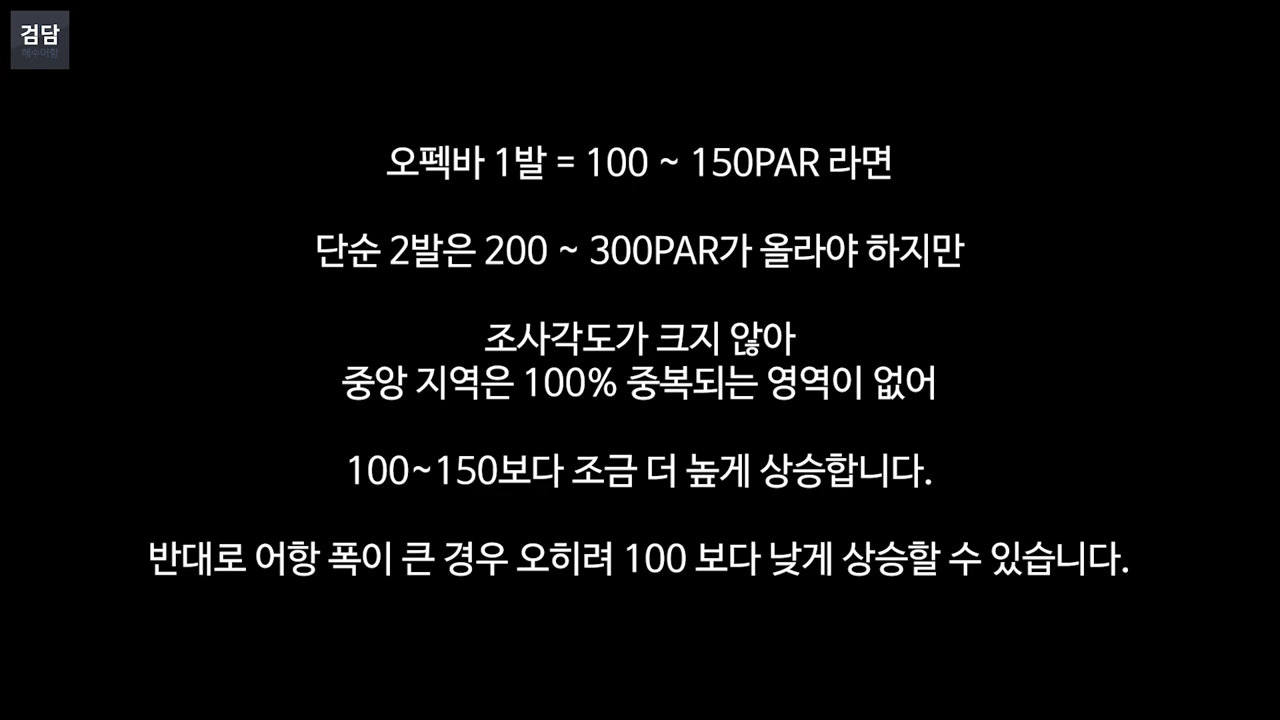 검담
해수어항
오펙바 1발 = 100 ~ 150PAR 라면
단순 2발은 200 ~ 300PAR가 올라야 하지만
조사각도가 크지 않아
중앙 지역은 100% 중복되는 영역이 없어
100~150보다 조금 더 높게 상승합니다.
반대로 어항 폭이 큰 경우 오히려 100 보다 낮게 상승할 수 있습니다.